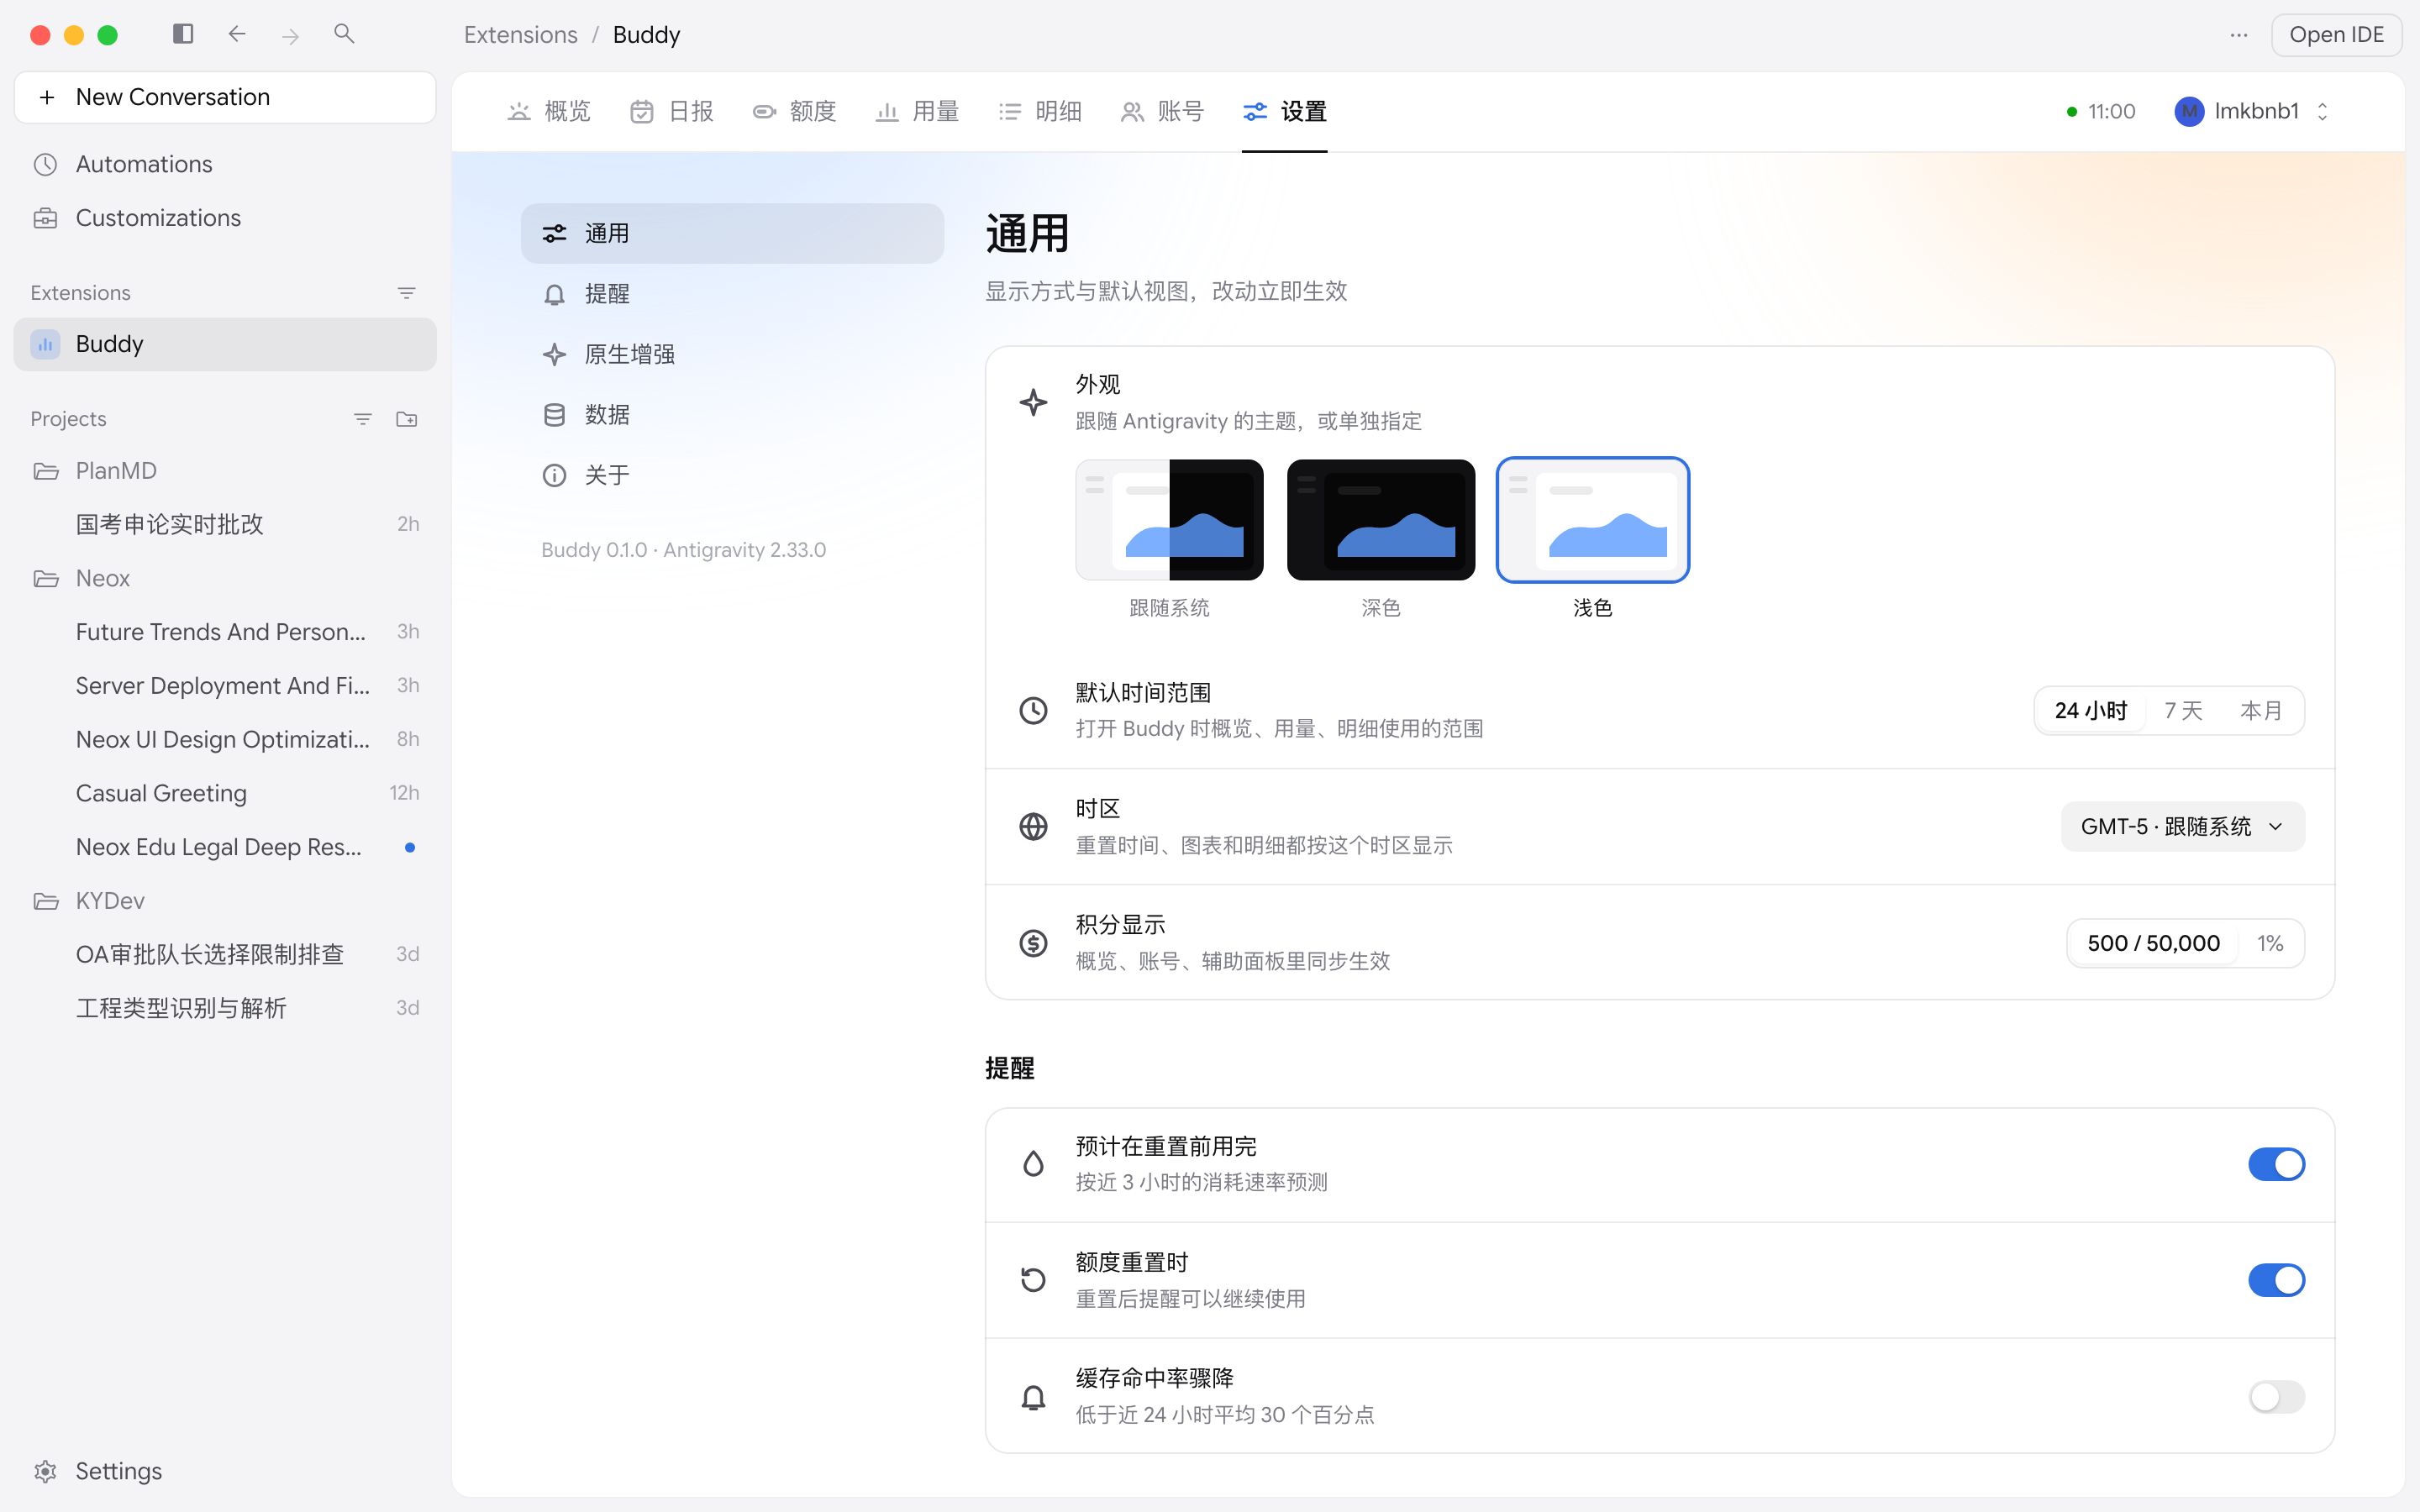 Extensions / Buddy
Open IDE
New Conversation
Automations
Customizations
Extensions
Buddy
Projects
PlanMD
国考申论实时批改 2h
Neox
Future Trends And Person... 3h
Server Deployment And Fi... 3h
Neox UI Design Optimizati... 8h
Casual Greeting 12h
Neox Edu Legal Deep Res...
KYDev
OA审批队长选择限制排查 3d
工程类型识别与解析 3d
Settings
概览 日报 额度 用量 明细 账号 设置
11:00 M lmkbnb1
通用
提醒
原生增强
数据
关于
Buddy 0.1.0 · Antigravity 2.33.0
通用
显示方式与默认视图，改动立即生效
外观
跟随 Antigravity 的主题，或单独指定
跟随系统 深色 浅色
默认时间范围
打开 Buddy 时概览、用量、明细使用的范围
24 小时 7 天 本月
时区
重置时间、图表和明细都按这个时区显示
GMT-5 · 跟随系统
积分显示
概览、账号、辅助面板里同步生效
500 / 50,000 1%
提醒
预计在重置前用完
按近 3 小时的消耗速率预测
额度重置时
重置后提醒可以继续使用
缓存命中率骤降
低于近 24 小时平均 30 个百分点